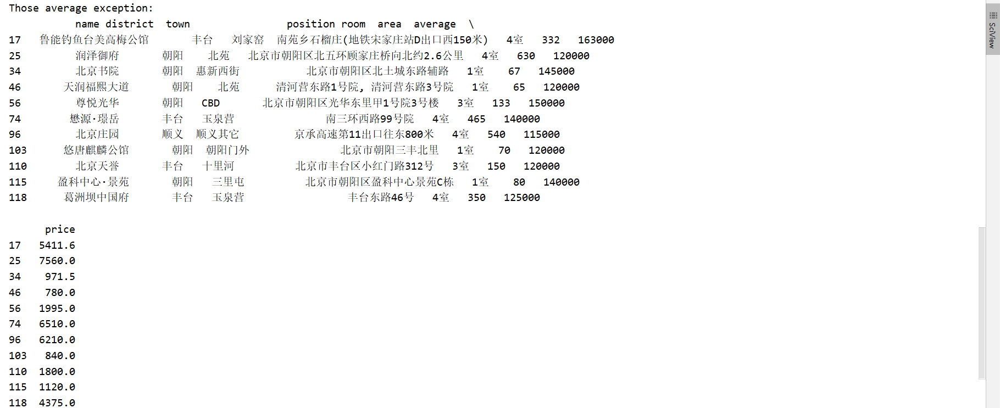 Those average exception:
name district town position room area average \
17 鲁能钓鱼台美高梅公馆 丰台 刘家窑 南苑乡石榴庄(地铁宋家庄站D出口西150米) 4室 332 163000
25 润泽御府 朝阳 北苑 北京市朝阳区北五环顾家庄桥向北约2.6公里 4室 630 120000
34 北京书院 朝阳 惠新西街 北京市朝阳区北土城东路辅路 1室 67 145000
46 天润福熙大道 朝阳 北苑 清河营东路1号院, 清河营东路3号院 1室 65 120000
56 尊悦光华 朝阳 CBD 北京市朝阳区光华东里甲1号院3号楼 3室 133 150000
74 懋源·璟岳 丰台 玉泉营 南三环西路99号院 4室 465 140000
96 北京庄园 顺义 顺义其它 京承高速第11出口往东800米 4室 540 115000
103 悠唐麒麟公馆 朝阳 朝阳门外 北京市朝阳三丰北里 1室 70 120000
110 北京天誉 丰台 十里河 北京市丰台区小红门路312号 3室 150 120000
115 盈科中心·景苑 朝阳 三里屯 北京市朝阳区盈科中心景苑C栋 1室 80 140000
118 葛洲坝中国府 丰台 玉泉营 丰台东路46号 4室 350 125000
price
17 5411.6
25 7560.0
34 971.5
46 780.0
56 1995.0
74 6510.0
96 6210.0
103 840.0
110 1800.0
115 1120.0
118 4375.0
SciView